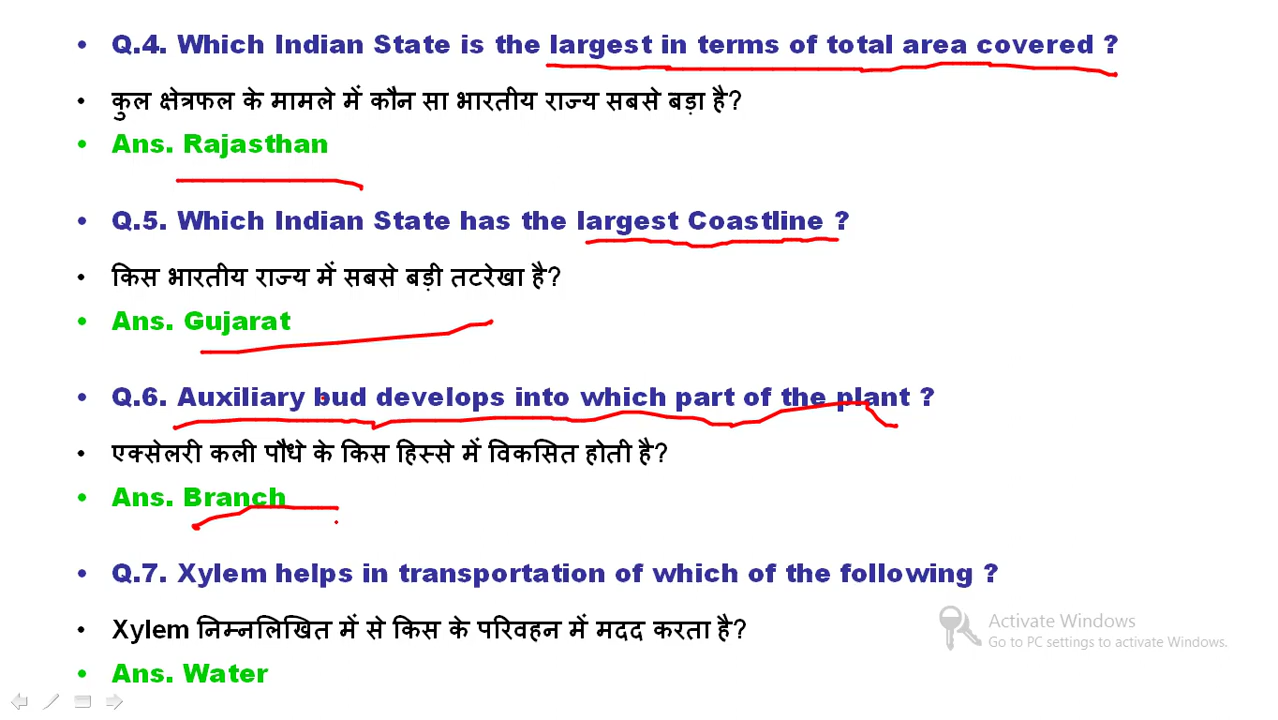 • Q.4. Which Indian State is the largest in terms of total area covered ?
• कुल क्षेत्रफल के मामले में कौन सा भारतीय राज्य सबसे बड़ा है?
• Ans. Rajasthan
• Q.5. Which Indian State has the largest Coastline ?
• किस भारतीय राज्य में सबसे बड़ी तटरेखा है?
• Ans. Gujarat
• Q.6. Auxiliary bud develops into which part of the plant ?
• एक्सेलरी कली पौधे के किस हिस्से में विकसित होती है?
• Ans. Branch
• Q.7. Xylem helps in transportation of which of the following ?
• Xylem निम्नलिखित में से किस के परिवहन में मदद करता है?
• Ans. Water
Activate Windows
Go to PC settings to activate Windows.